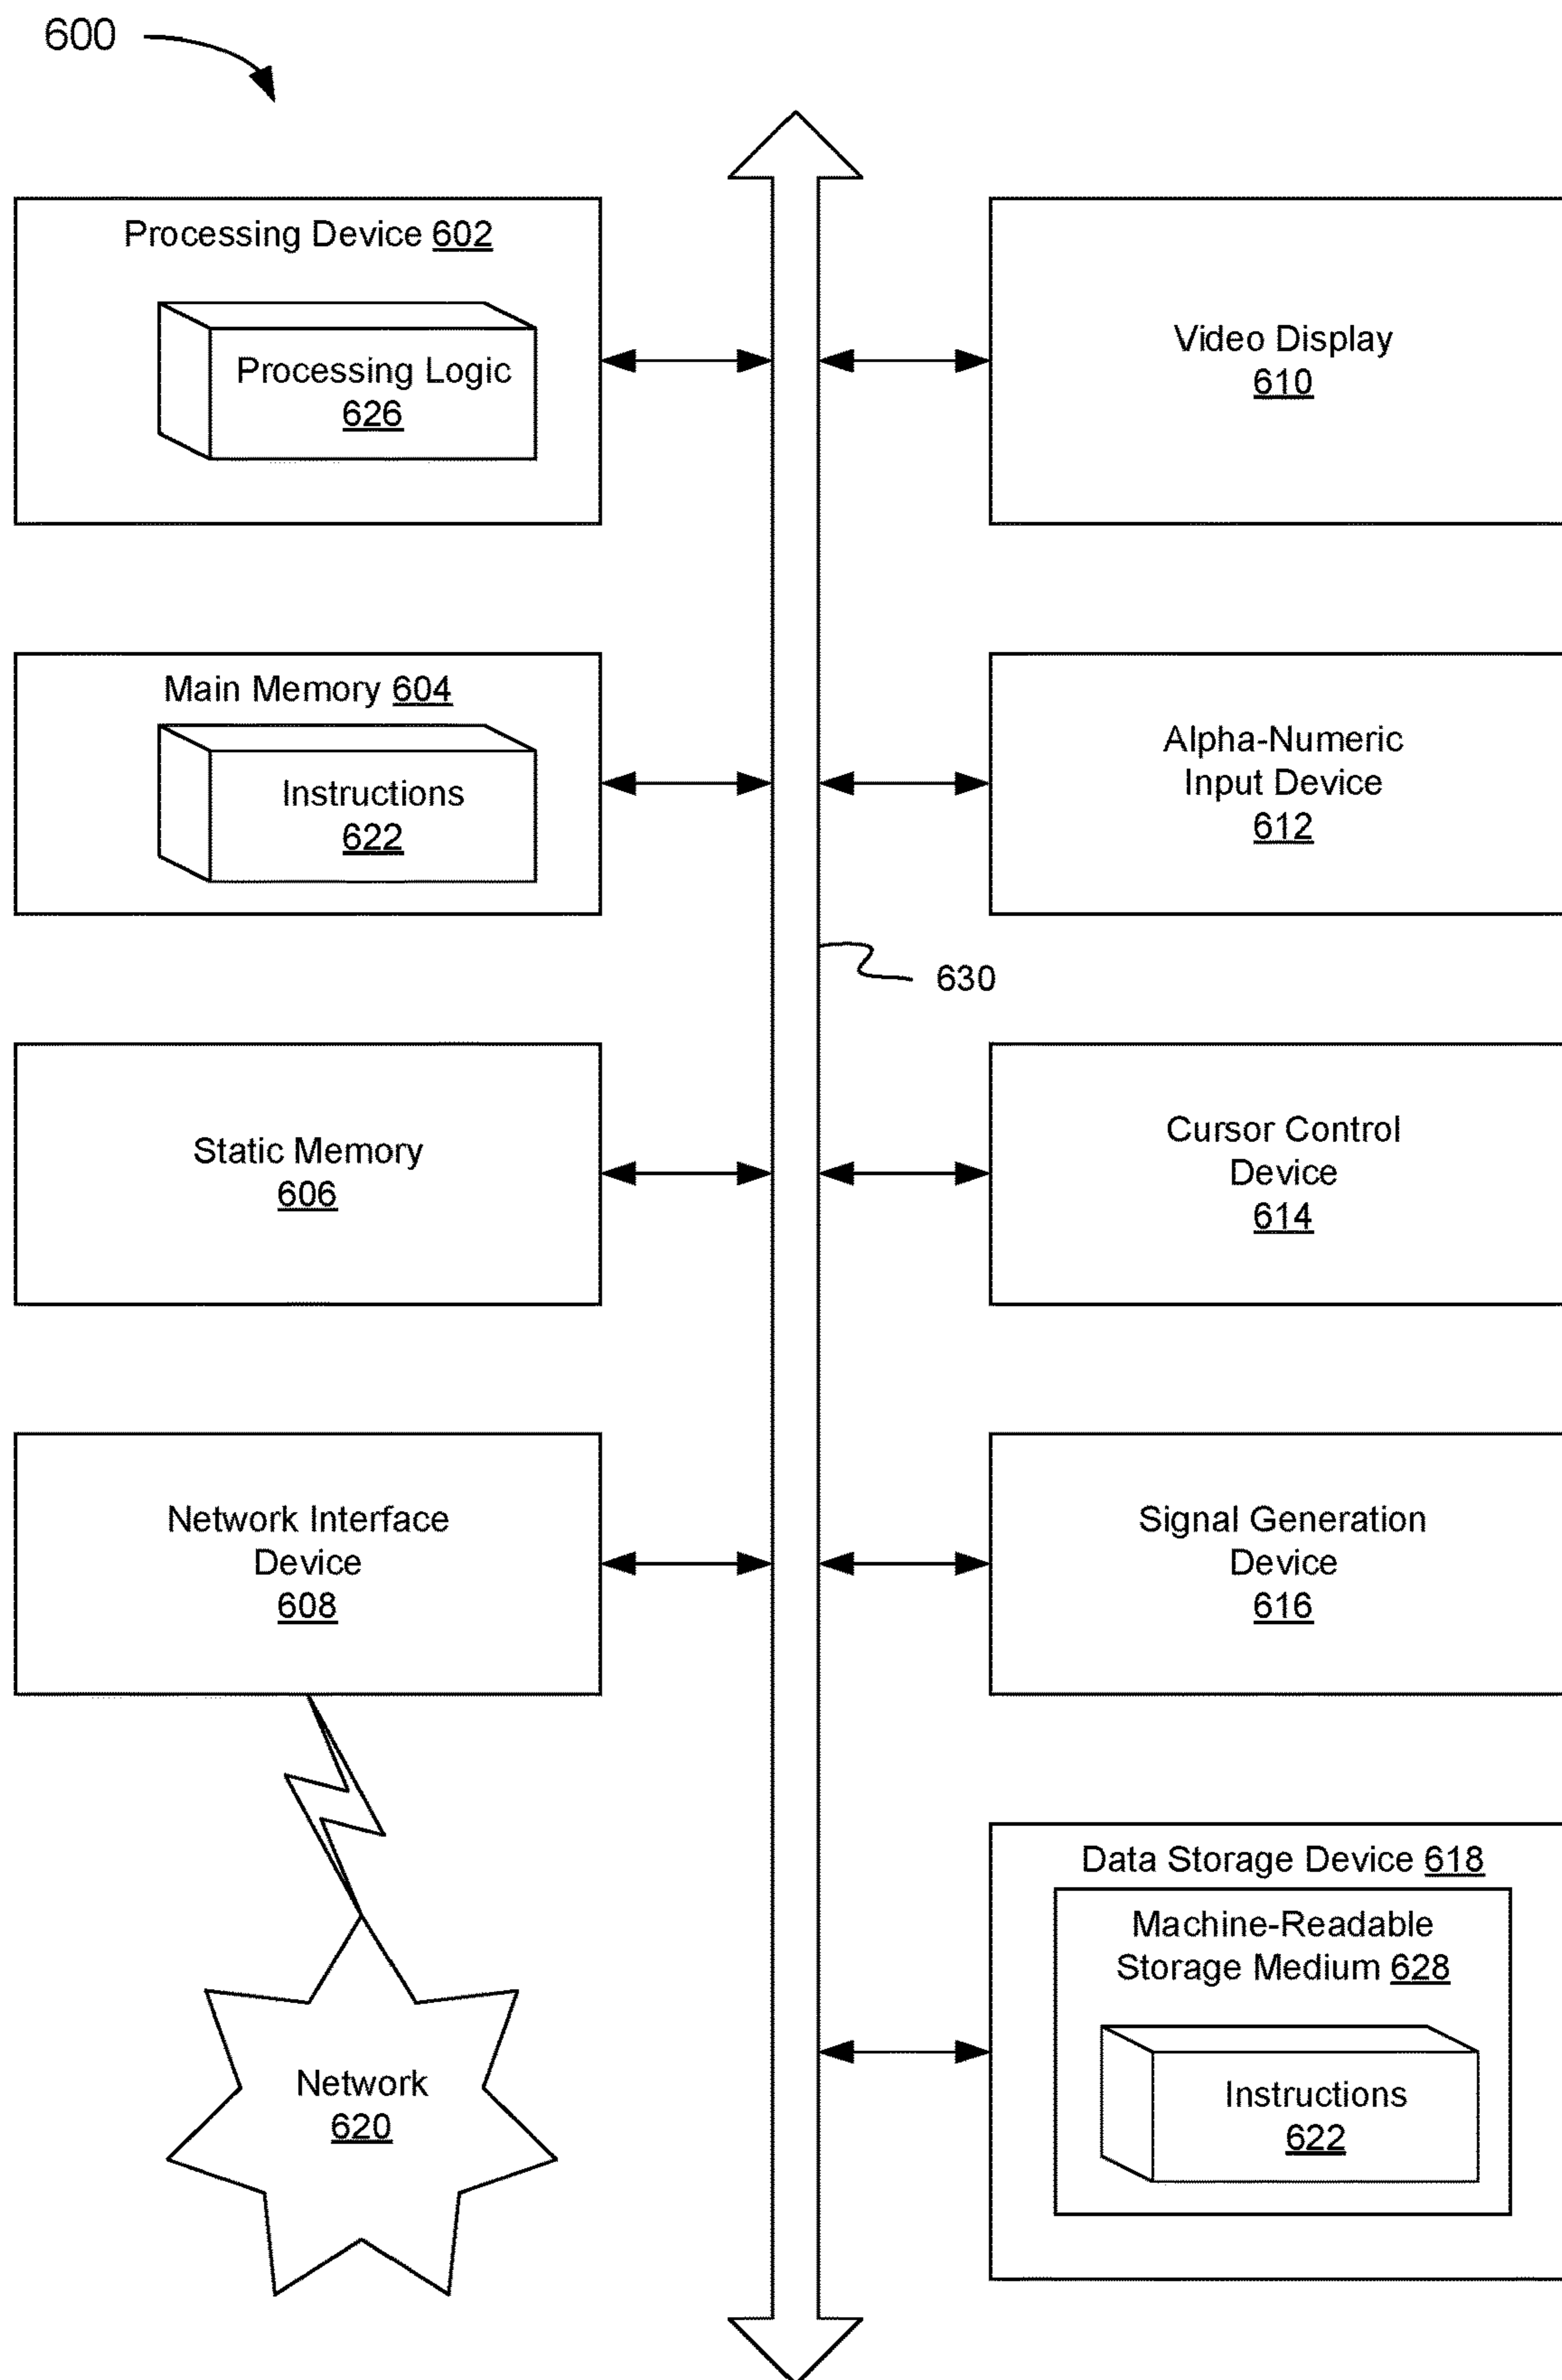 600
Processing Device 602
Processing Logic
626
Video Display
610
Main Memory 604
Instructions
622
Alpha-Numeric
Input Device
612
630
Static Memory
606
Cursor Control
Device
614
Network Interface
Device
608
Signal Generation
Device
616
Data Storage Device 618
Machine-Readable
Storage Medium 628
Instructions
622
Network
620